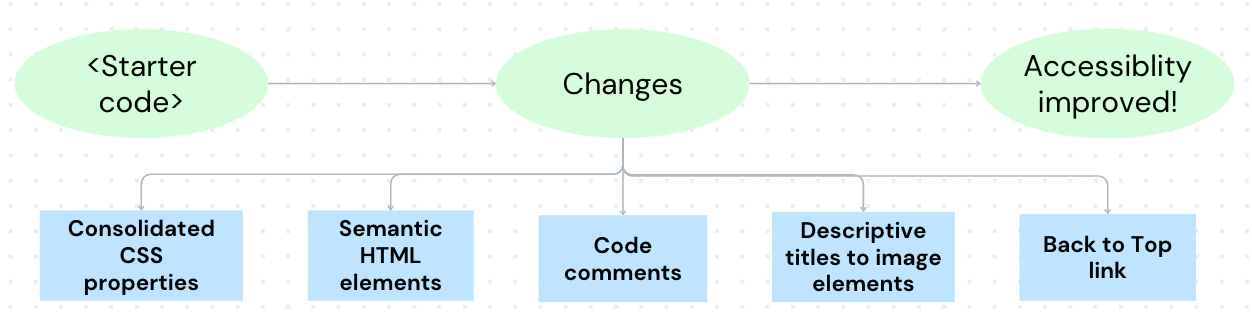 <Starter
code>
Changes
Accessiblity
improved!
Consolidated
CSS
properties
Semantic
HTML
elements
Code
comments
Descriptive
titles to image
elements
Back to Top
link